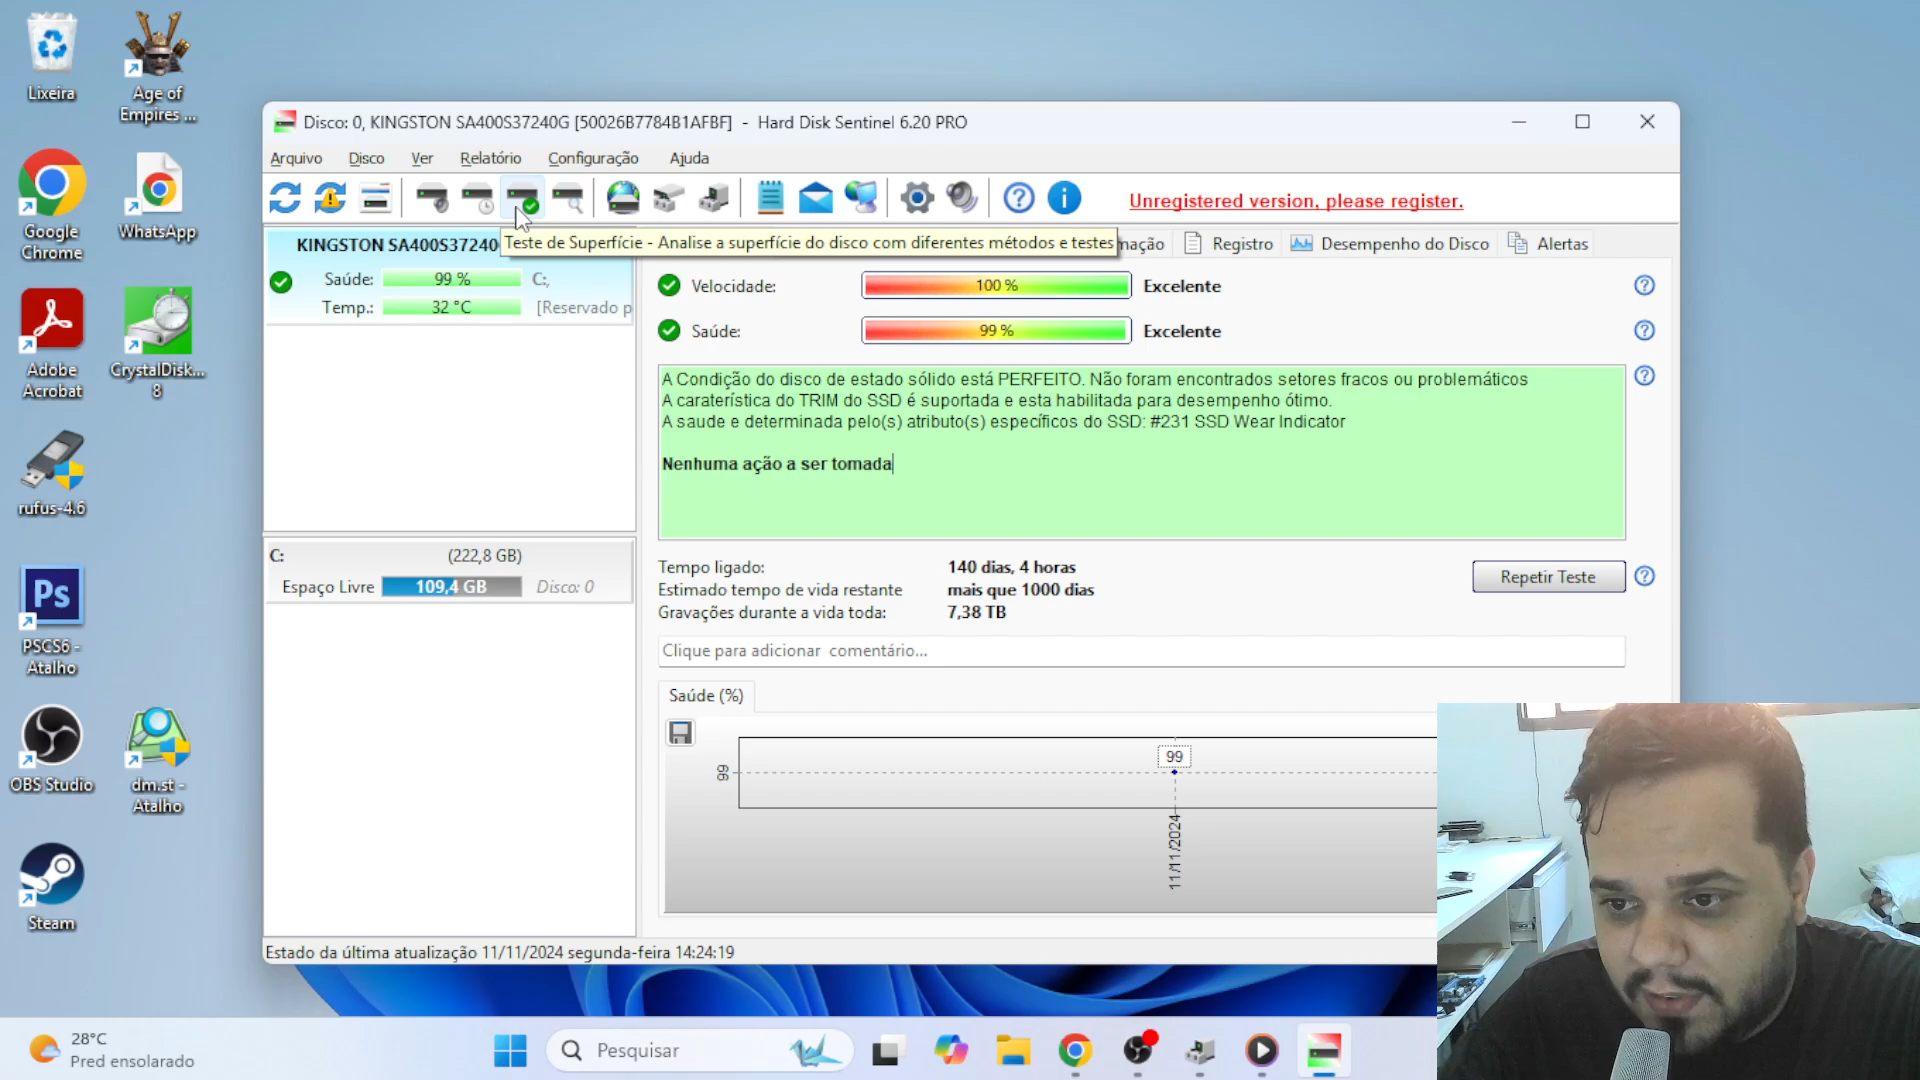 Lixeira
Age of
Empires ...
Google
Chrome
WhatsApp
Adobe
Acrobat
CrystalDisk...
8
rufus-4.6
Ps
PSCS6 -
Atalho
OBS Studio
dm.st -
Atalho
Steam
Disco: 0, KINGSTON SA400S37240G [50026B7784B1AFBF] - Hard Disk Sentinel 6.20 PRO
Arquivo Disco Ver Relatório Configuração Ajuda
Unregistered version, please register.
KINGSTON SA400S37240
Teste de Superfície - Analise a superfície do disco com diferentes métodos e testes
mação Registro Desempenho do Disco Alertas
Saúde: 99 % C:,
Temp.: 32 °C [Reservado p
Velocidade: 100 % Excelente
Saúde: 99 % Excelente
A Condição do disco de estado sólido está PERFEITO. Não foram encontrados setores fracos ou problemáticos
A caraterística do TRIM do SSD é suportada e esta habilitada para desempenho ótimo.
A saude e determinada pelo(s) atributo(s) específicos do SSD: #231 SSD Wear Indicator
Nenhuma ação a ser tomada
C: (222,8 GB)
Espaço Livre 109,4 GB Disco: 0
Tempo ligado: 140 dias, 4 horas
Estimado tempo de vida restante mais que 1000 dias
Gravações durante a vida toda: 7,38 TB
Repetir Teste
Clique para adicionar comentário...
Saúde (%)
99
99
11/11/2024
Estado da última atualização 11/11/2024 segunda-feira 14:24:19
28°C
Pred ensolarado
Pesquisar